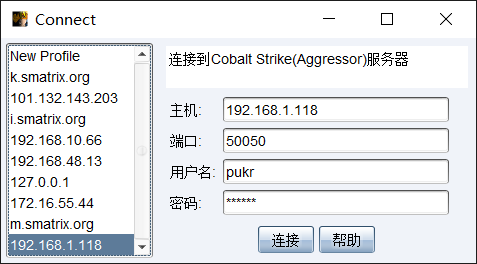 Connect
New Profile
k.smatrix.org
101.132.143.203
i.smatrix.org
192.168.10.66
192.168.48.13
127.0.0.1
172.16.55.44
m.smatrix.org
192.168.1.118
连接到Cobalt Strike(Aggressor)服务器
主机: 192.168.1.118
端口: 50050
用户名: pukr
密码: ******
连接 帮助